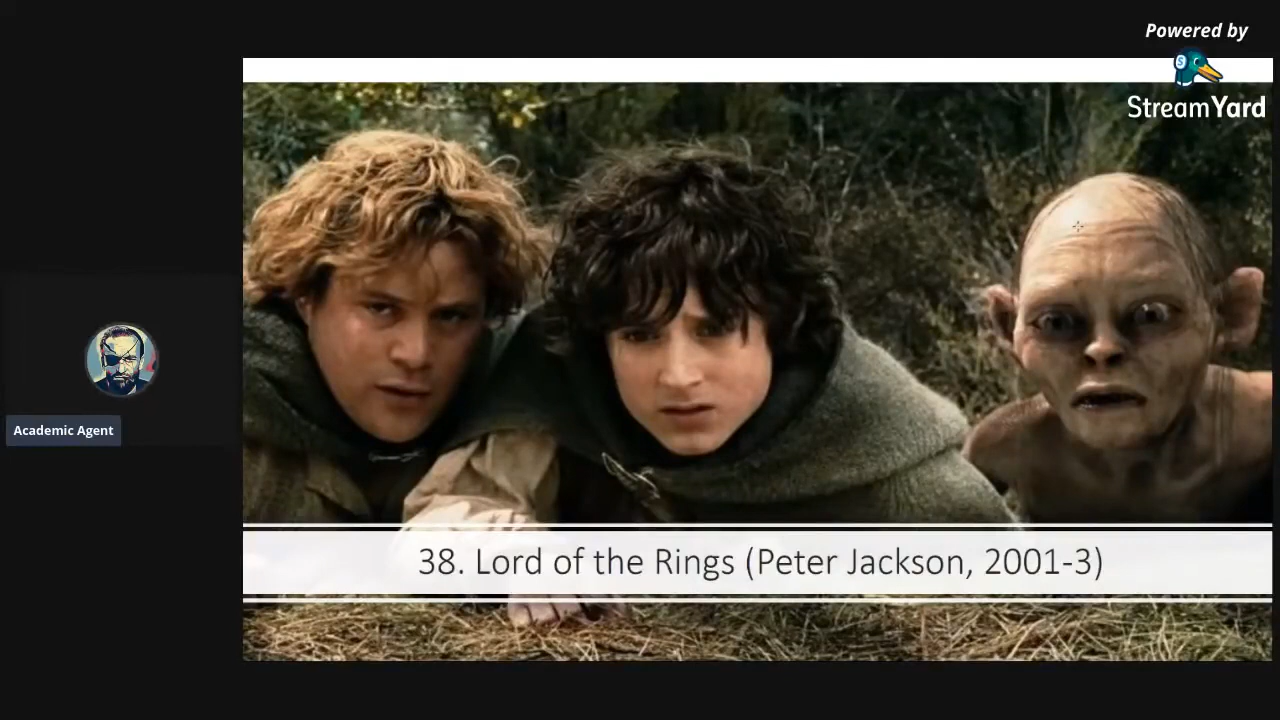 Powered by
StreamYard
Academic Agent
38. Lord of the Rings (Peter Jackson, 2001-3)